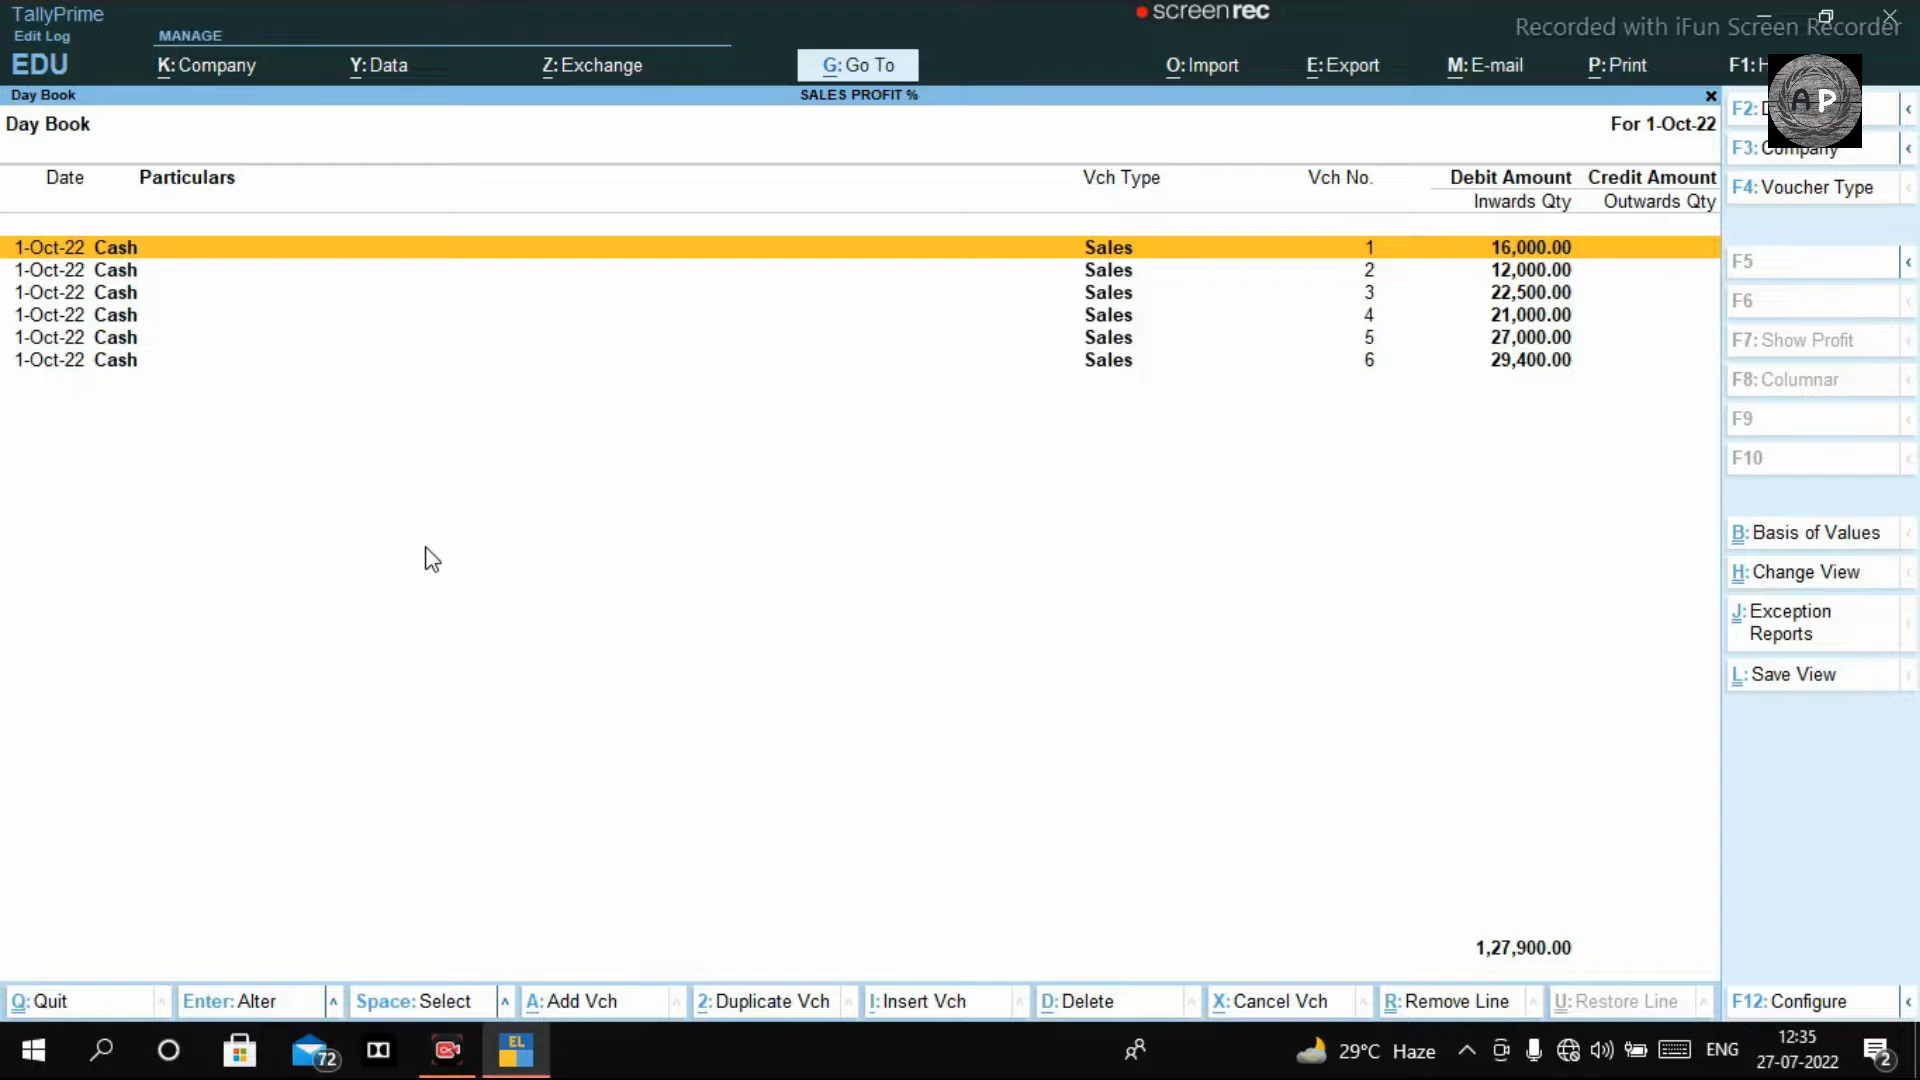 TallyPrime
Edit Log
EDU
MANAGE
K: Company
Y: Data
Z: Exchange
G: Go To
O: Import
E: Export
M: E-mail
P: Print
F1:
screenrec
Recorded with iFun Screen Recorder
Day Book
SALES PROFIT %
x
Day Book
For 1-Oct-22
Date Particulars Vch Type Vch No. Debit Amount Credit Amount
Inwards Qty Outwards Qty
1-Oct-22 Cash Sales 1 16,000.00
1-Oct-22 Cash Sales 2 12,000.00
1-Oct-22 Cash Sales 3 22,500.00
1-Oct-22 Cash Sales 4 21,000.00
1-Oct-22 Cash Sales 5 27,000.00
1-Oct-22 Cash Sales 6 29,400.00
1,27,900.00
AP
F2:
F3: Company
F4: Voucher Type
F5
F6
F7: Show Profit
F8: Columnar
F9
F10
B: Basis of Values
H: Change View
J: Exception
Reports
L: Save View
F12: Configure
Q: Quit
Enter: Alter
Space: Select
A: Add Vch
2: Duplicate Vch
I: Insert Vch
D: Delete
X: Cancel Vch
R: Remove Line
U: Restore Line
72
EL
29°C Haze
ENG
12:35
27-07-2022
2